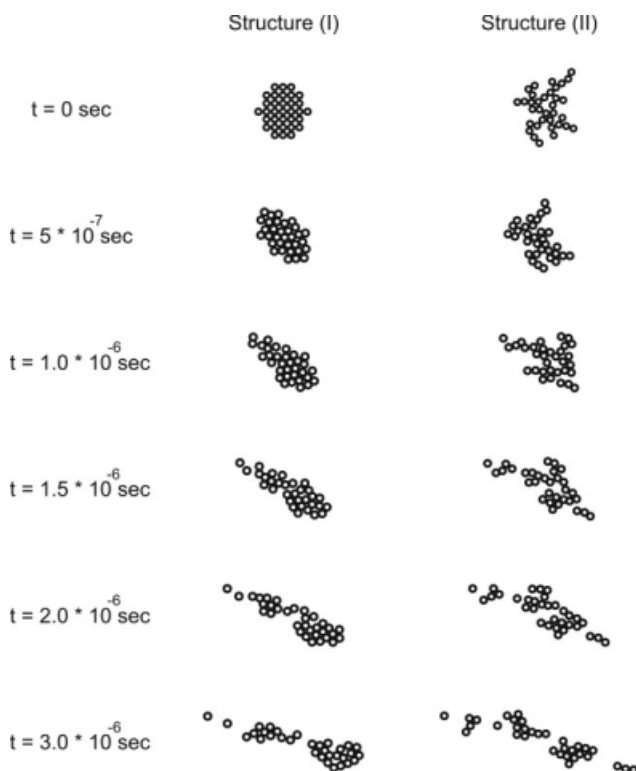 Structure (I) Structure (II)
t = 0 sec
t = 5 * 10^-7 sec
t = 1.0 * 10^-6 sec
t = 1.5 * 10^-6 sec
t = 2.0 * 10^-6 sec
t = 3.0 * 10^-6 sec